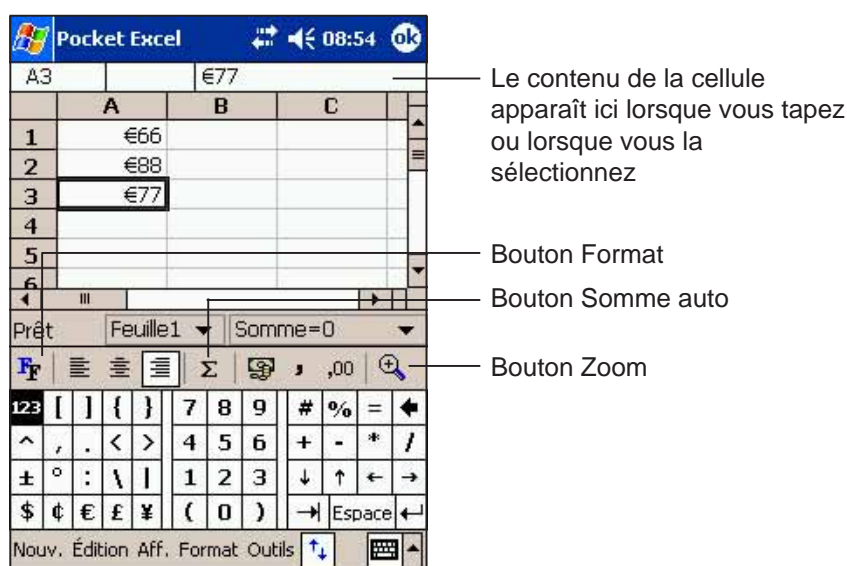 Pocket Excel 08:54 ok
A3 €77
A B C
1 €66
2 €88
3 €77
4
5
6
Prêt Feuille1 Somme=0
FF Σ , ,00
123 [ ] { } 7 8 9 # % =
^ , . < > 4 5 6 + - * /
± ° : \ | 1 2 3 ↓ ↑ ← →
$ ¢ € £ ¥ ( 0 ) →| Espace ↵
Nouv. Édition Aff. Format Outils
Le contenu de la cellule
apparaît ici lorsque vous tapez
ou lorsque vous la
sélectionnez
Bouton Format
Bouton Somme auto
Bouton Zoom